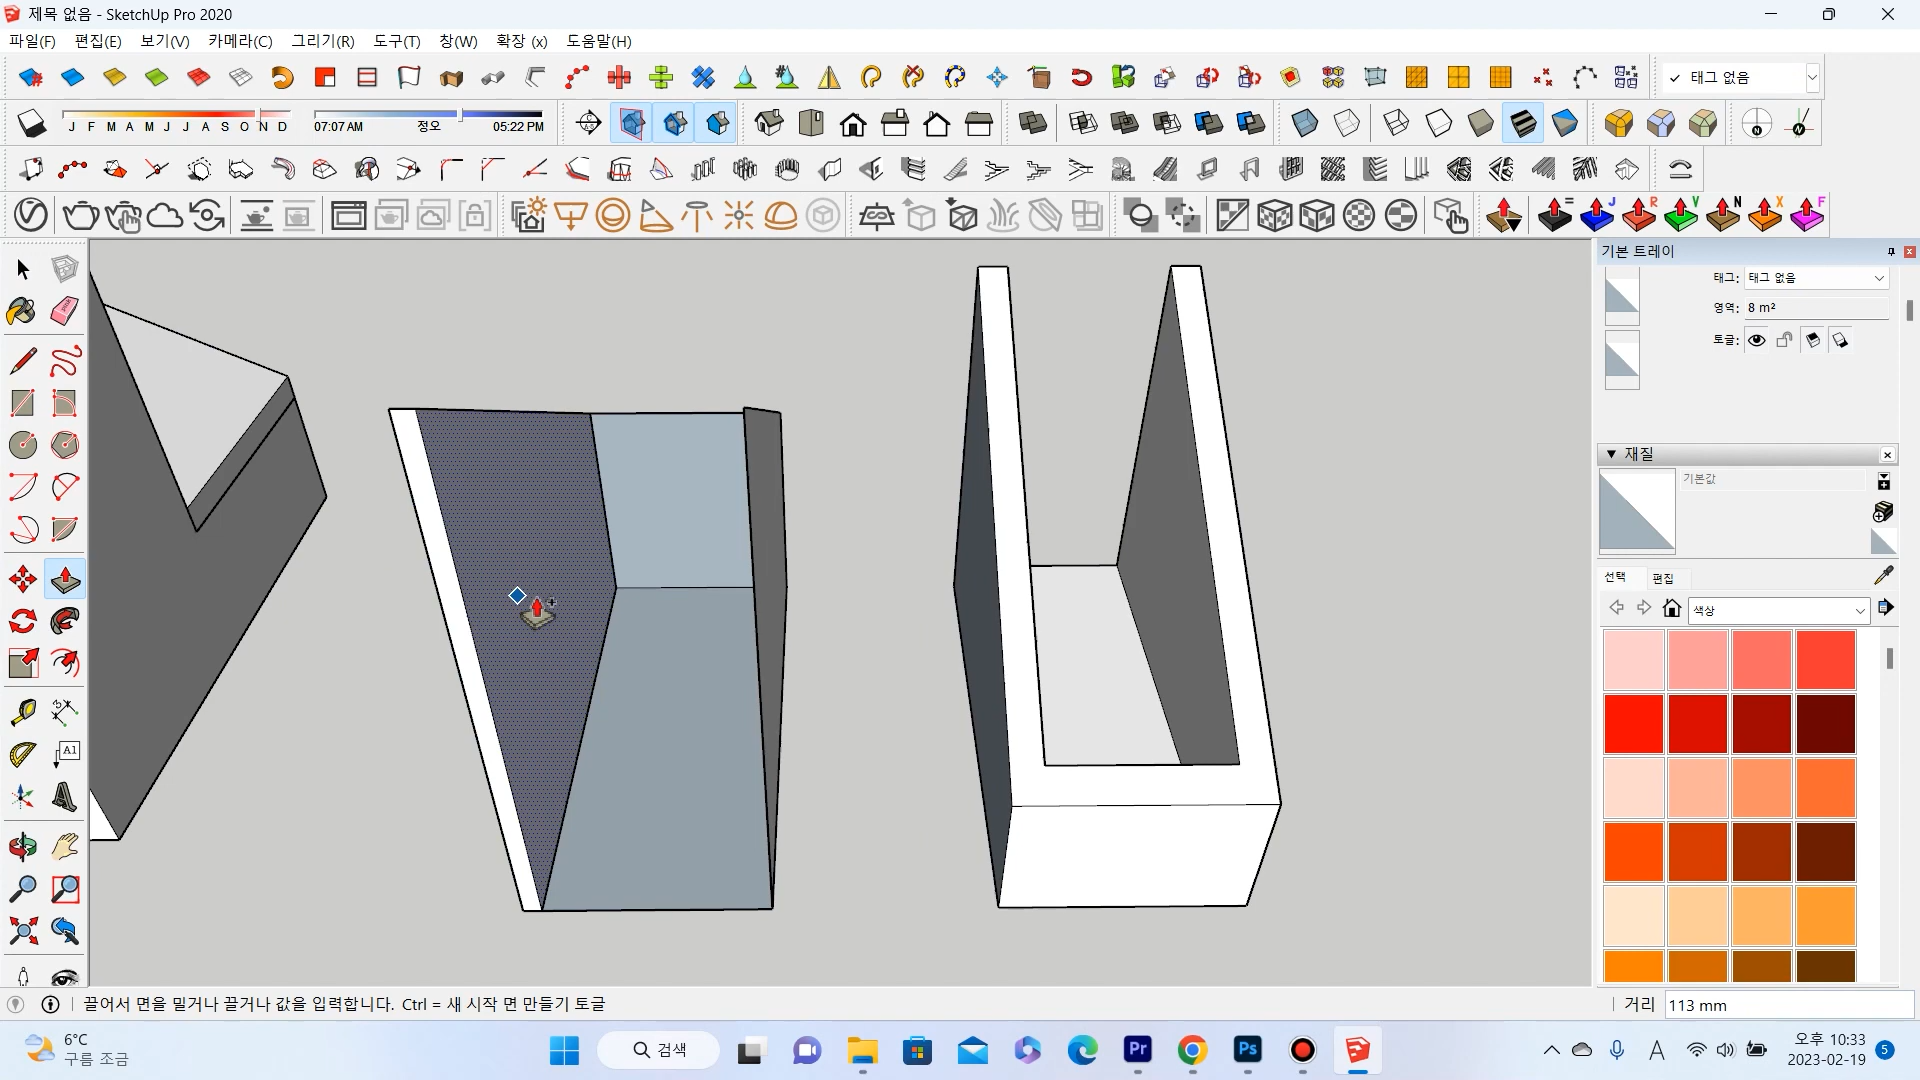 제목 없음 - SketchUp Pro 2020
파일(F) 편집(E) 보기(V) 카메라(C) 그리기(R) 도구(T) 창(W) 확장 (x) 도움말(H)
태그 없음
J F M A M J J A S O N D
07:07 AM 정오 05:22 PM
= J R V N X F
기본 트레이
태그: 태그 없음
영역: 8 m²
토글:
재질
기본값
선택 편집
색상
A1
끌어서 면을 밀거나 끌거나 값을 입력합니다. Ctrl = 새 시작 면 만들기 토글
거리 113 mm
6°C
구름 조금
검색
Pr
Ps
A
오후 10:33
2023-02-19
5